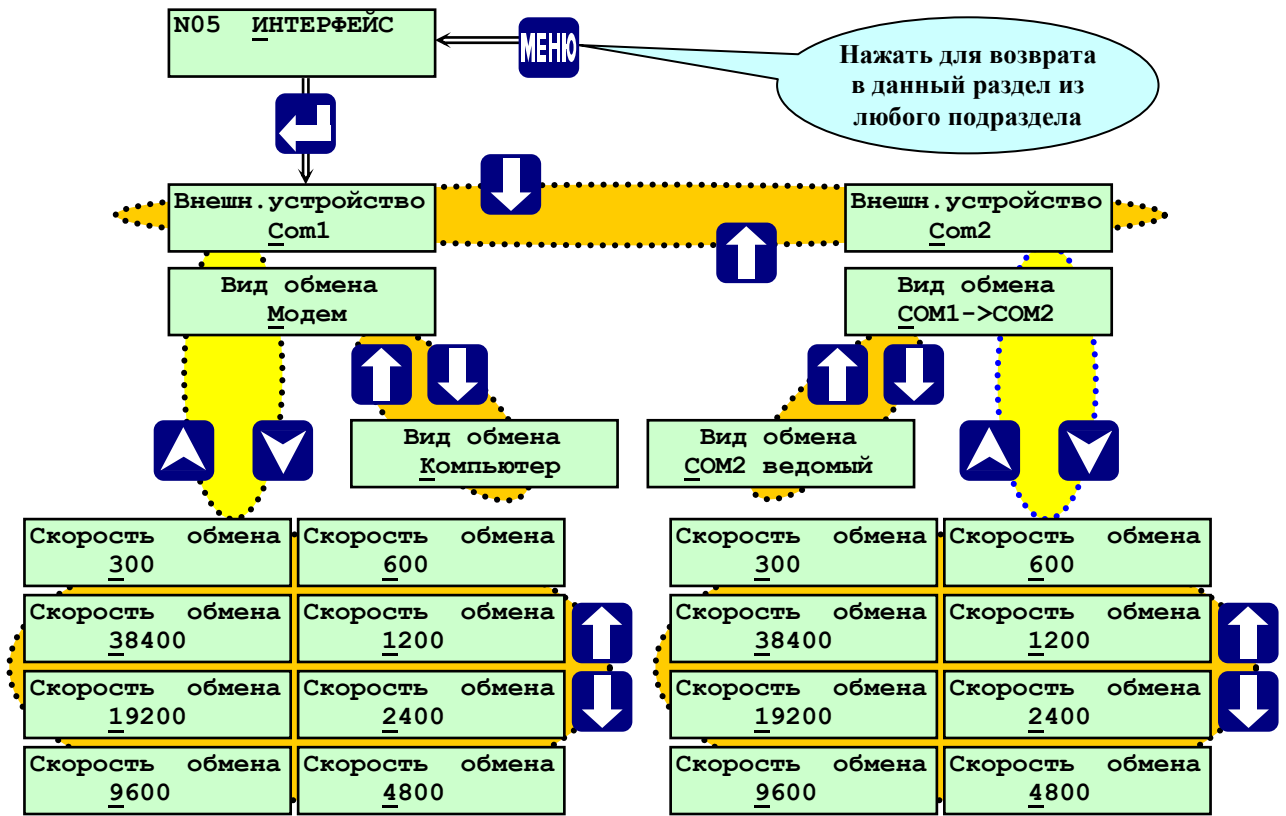 N05 ИНТЕРФЕЙС
МЕНЮ
Нажать для возврата
в данный раздел из
любого подраздела
Внешн.устройство
Com1
Внешн.устройство
Com2
Вид обмена
Модем
Вид обмена
COM1->COM2
Вид обмена
Компьютер
Вид обмена
COM2 ведомый
Скорость обмена
300
Скорость обмена
600
Скорость обмена
300
Скорость обмена
600
Скорость обмена
38400
Скорость обмена
1200
Скорость обмена
38400
Скорость обмена
1200
Скорость обмена
19200
Скорость обмена
2400
Скорость обмена
19200
Скорость обмена
2400
Скорость обмена
9600
Скорость обмена
4800
Скорость обмена
9600
Скорость обмена
4800